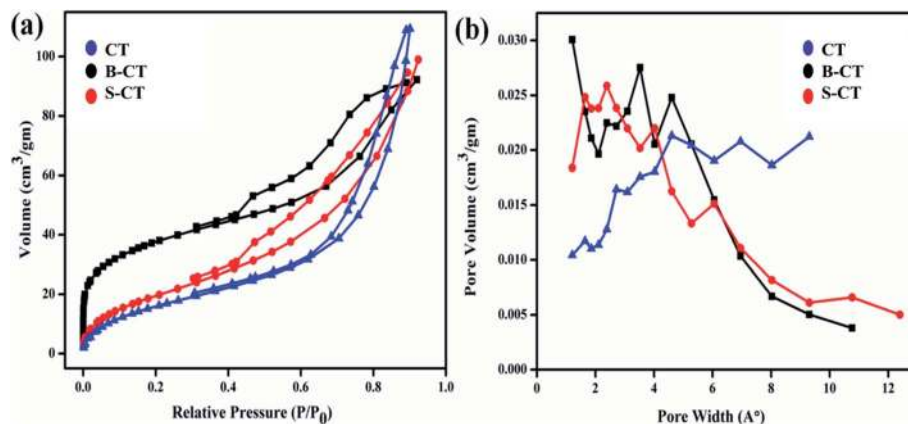 (a)
CT
B-CT
S-CT
Volume (cm³/gm)
100
80
60
40
20
0
0.0 0.2 0.4 0.6 0.8 1.0
Relative Pressure (P/P₀)
(b)
CT
B-CT
S-CT
Pore Volume (cm³/gm)
0.030
0.025
0.020
0.015
0.010
0.005
0.000
0 2 4 6 8 10 12
Pore Width (A°)